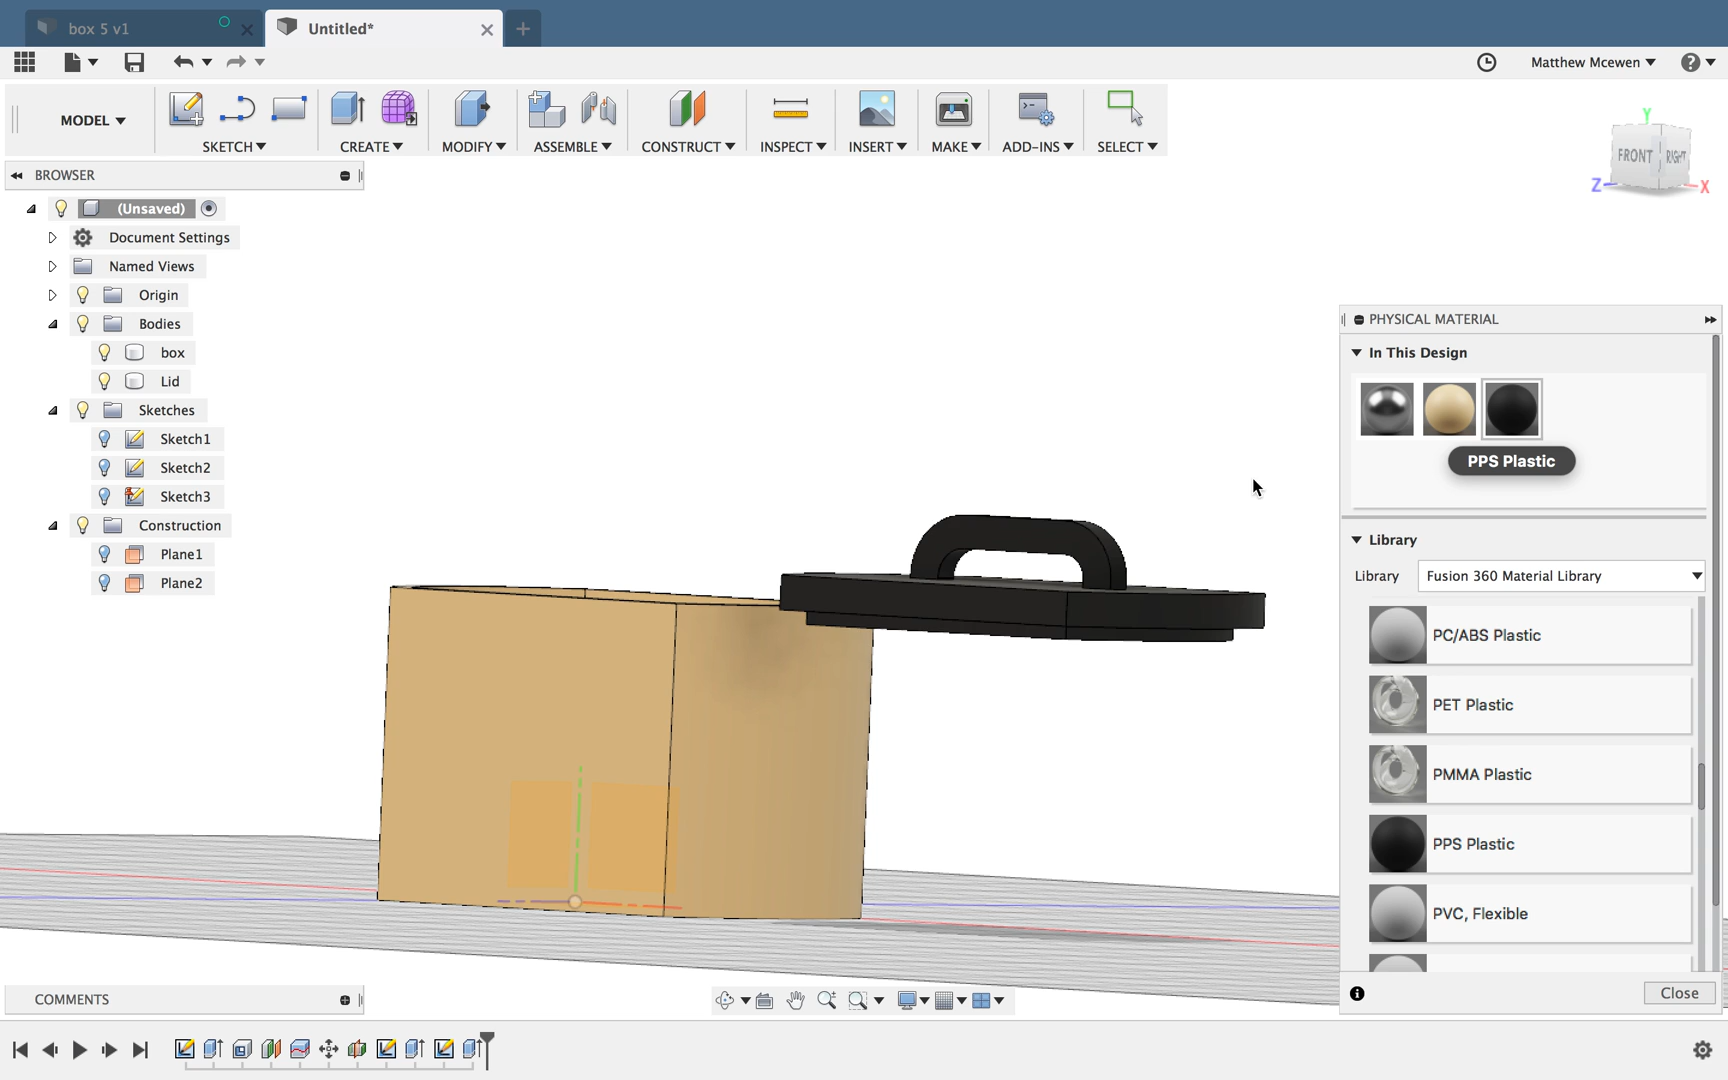 box 5 v1
Untitled*
Matthew Mcewen
MODEL
SKETCH
CREATE
MODIFY
ASSEMBLE
CONSTRUCT
INSPECT
INSERT
MAKE
ADD-INS
SELECT
Y
FRONT
RIGHT
Z
X
BROWSER
(Unsaved)
Document Settings
Named Views
Origin
Bodies
box
Lid
Sketches
Sketch1
Sketch2
Sketch3
Construction
Plane1
Plane2
PHYSICAL MATERIAL
In This Design
PPS Plastic
Library
Library
Fusion 360 Material Library
PC/ABS Plastic
PET Plastic
PMMA Plastic
PPS Plastic
PVC, Flexible
Close
COMMENTS